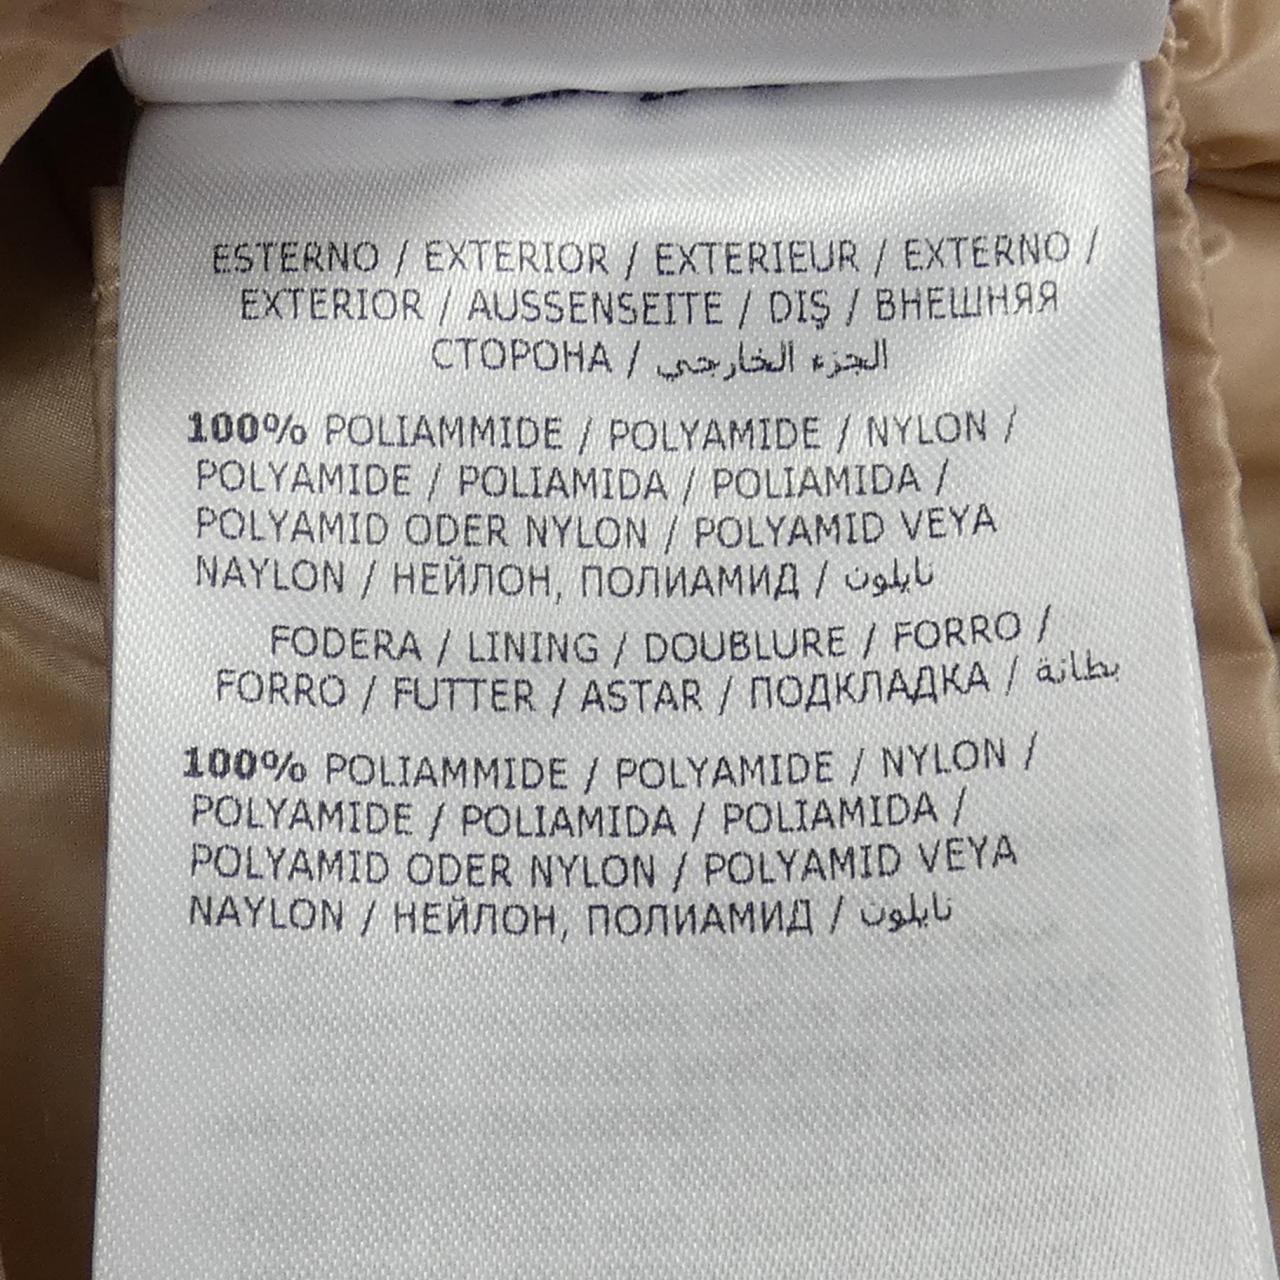 ESTERNO / EXTERIOR / EXTERIEUR / EXTERNO /
EXTERIOR / AUSSENSEITE / DIŞ / ВНЕШНЯЯ
СТОРОНА / الجزء الخارجي
100% POLIAMMIDE / POLYAMIDE / NYLON /
POLYAMIDE / POLIAMIDA / POLIAMIDA /
POLYAMID ODER NYLON / POLYAMID VEYA
NAYLON / НЕЙЛОН, ПОЛИАМИД / نايلون
FODERA / LINING / DOUBLURE / FORRO /
FORRO / FUTTER / ASTAR / ПОДКЛАДКА / بطانة
100% POLIAMMIDE / POLYAMIDE / NYLON /
POLYAMIDE / POLIAMIDA / POLIAMIDA /
POLYAMID ODER NYLON / POLYAMID VEYA
NAYLON / НЕЙЛОН, ПОЛИАМИД / نايلون